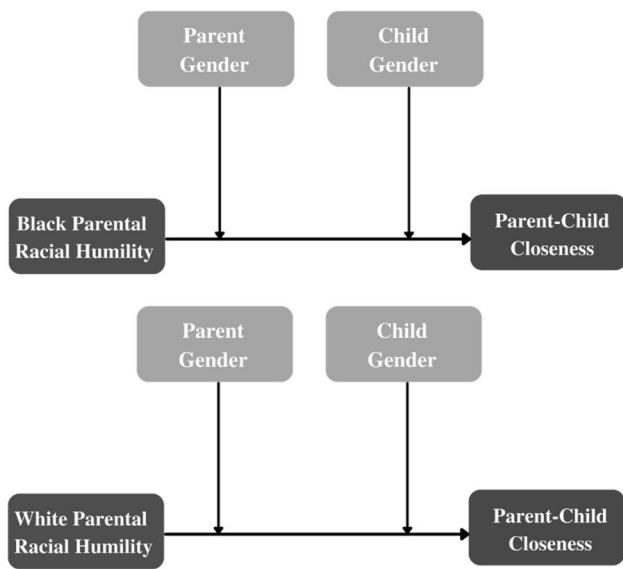 Parent
Gender
Child
Gender
Black Parental
Racial Humility
Parent-Child
Closeness
Parent
Gender
Child
Gender
White Parental
Racial Humility
Parent-Child
Closeness